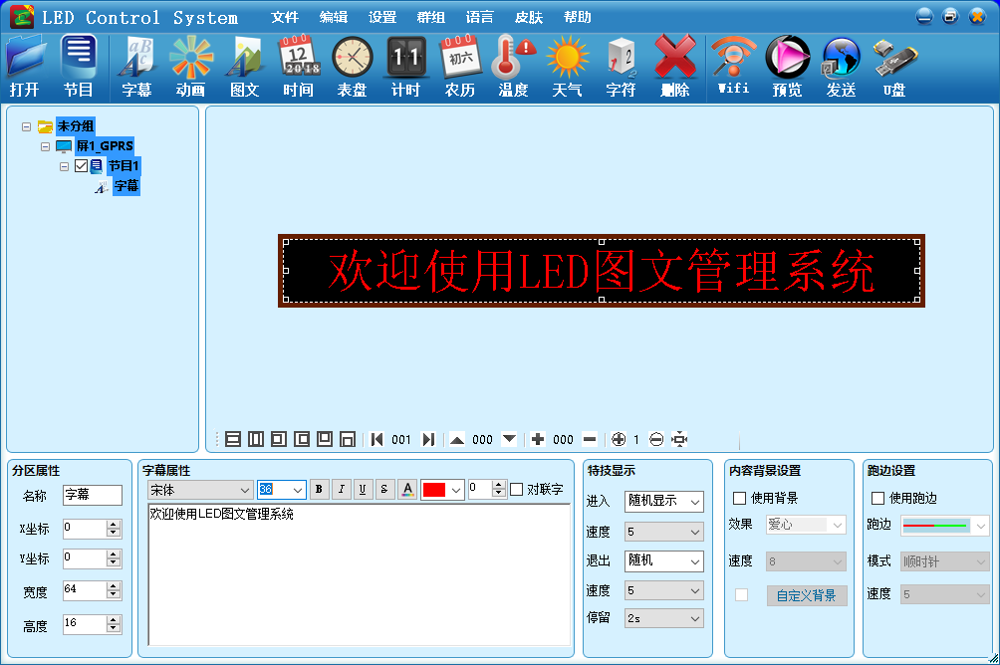 LED Control System 文件 编辑 设置 群组 语言 皮肤 帮助
打开 节目 字幕 动画 图文 时间 表盘 计时 农历 温度 天气 字符 删除 Wifi 预览 发送 U盘
未分组
屏1_GPRS
节目1
字幕
欢迎使用LED图文管理系统
001 000 000 1
分区属性
名称 字幕
X坐标 0
Y坐标 0
宽度 64
高度 16
字幕属性
宋体 36 B I U S A 0 对联字
欢迎使用LED图文管理系统
特技显示
进入 随机显示
速度 5
退出 随机
速度 5
停留 2s
内容背景设置
使用背景
效果 爱心
速度 8
自定义背景
跑边设置
使用跑边
跑边
模式 顺时针
速度 5